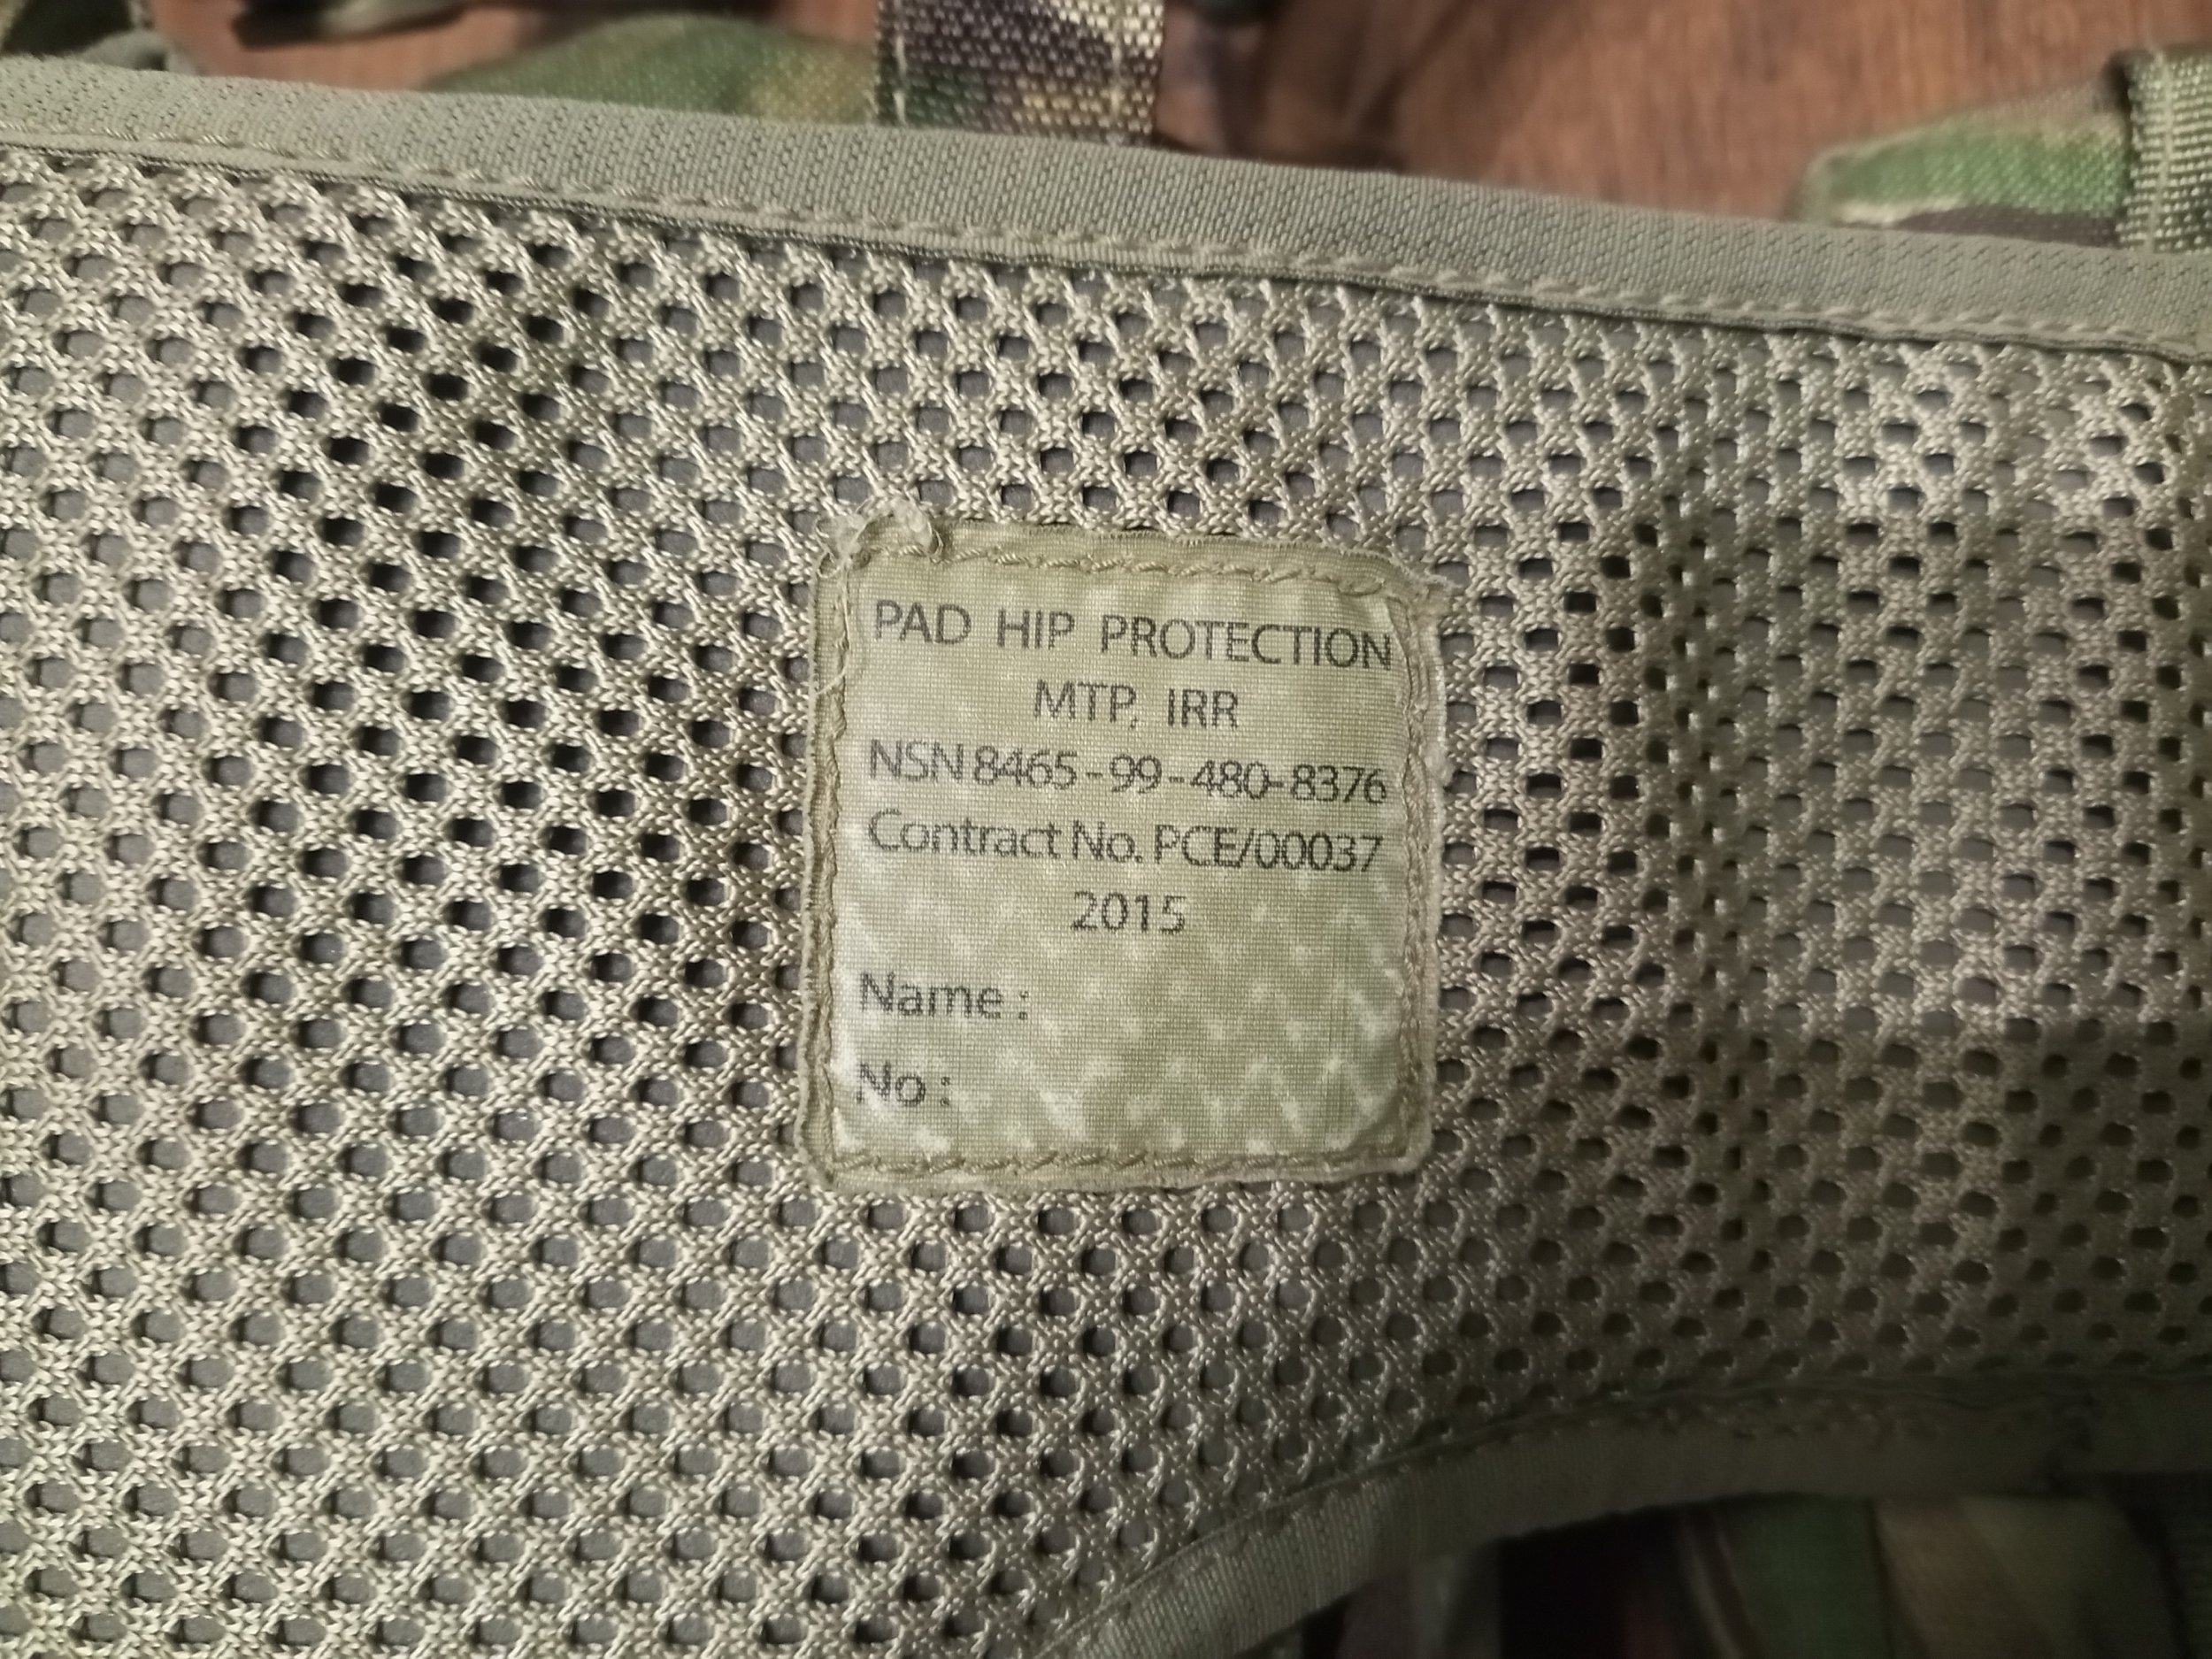 PAD HIP PROTECTION
MTP, IRR
NSN 8465-99-480-8376
Contract No. PCE/00037
2015
Name :
No :